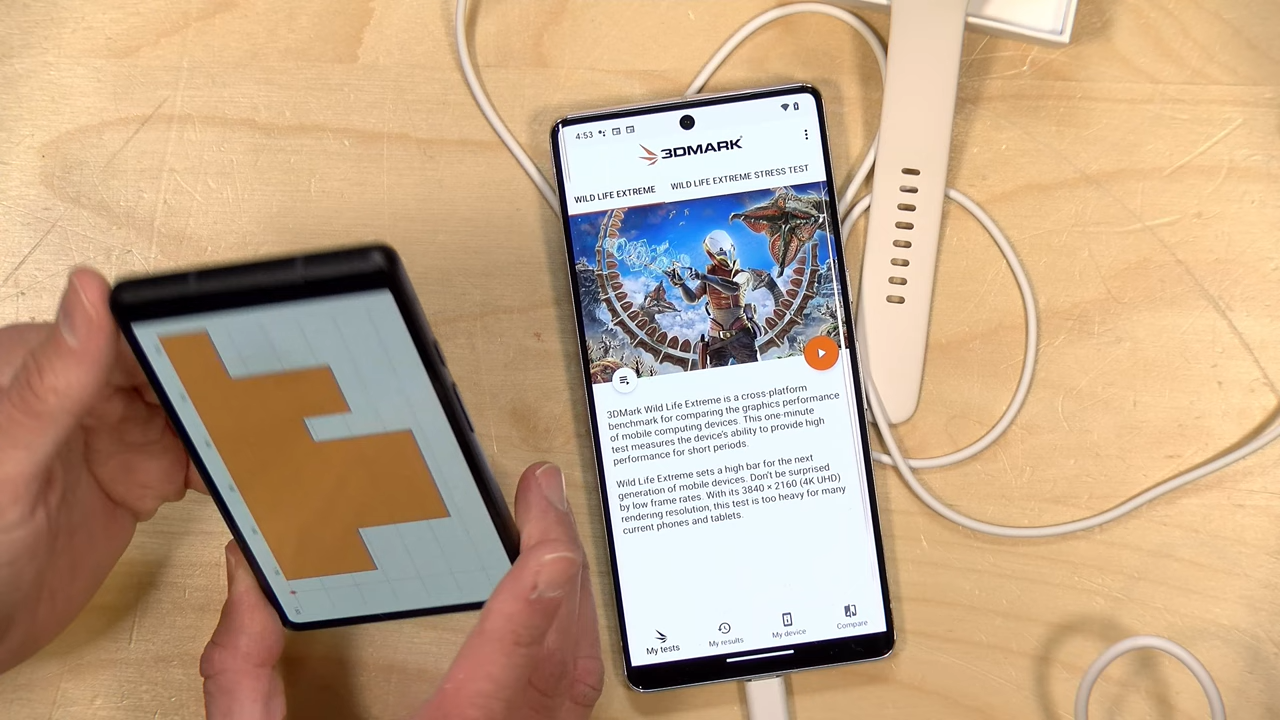 4:53
3DMARK
WILD LIFE EXTREME
WILD LIFE EXTREME STRESS TEST
3DMark Wild Life Extreme is a cross-platform
benchmark for comparing the graphics performance
of mobile computing devices. This one-minute
test measures the device's ability to provide high
performance for short periods.
Wild Life Extreme sets a high bar for the next
generation of mobile devices. Don't be surprised
by low frame rates. With its 3840 × 2160 (4K UHD)
rendering resolution, this test is too heavy for many
current phones and tablets.
My tests
My results
My device
Compare